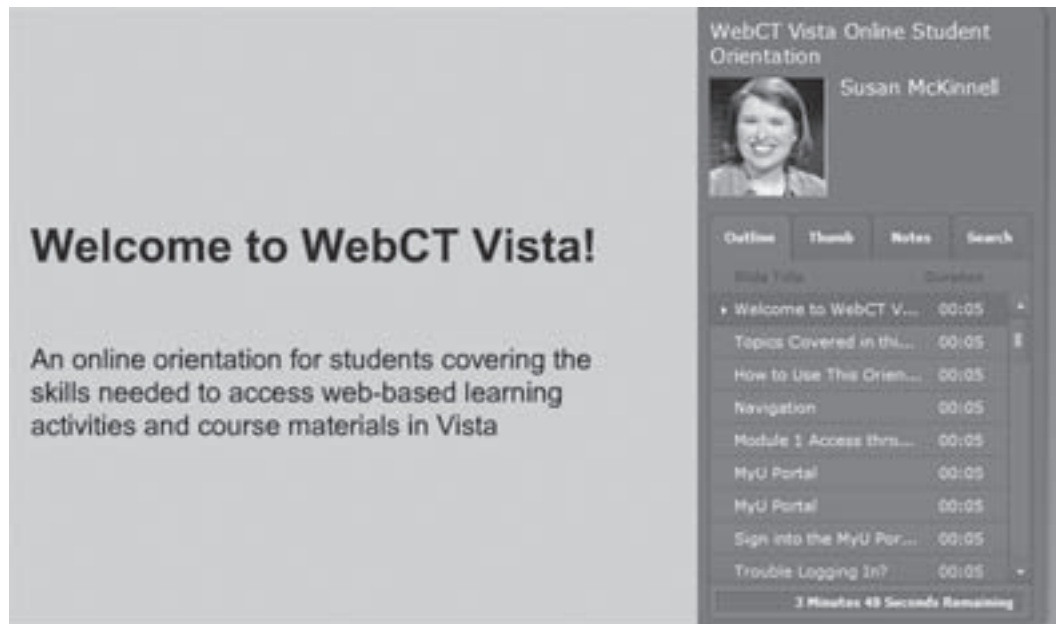 Welcome to WebCT Vista!
An online orientation for students covering the
skills needed to access web-based learning
activities and course materials in Vista
WebCT Vista Online Student
Orientation
Susan McKinnell
Outline Thumb Notes Search
Slide Title Duration
Welcome to WebCT V... 00:05
Topics Covered in thi... 00:05
How to Use This Orien... 00:05
Navigation 00:05
Module 1 Access thro... 00:05
MyU Portal 00:05
MyU Portal 00:05
Sign into the MyU Por... 00:05
Trouble Logging In? 00:05
Minutes 49 Seconds Remaining